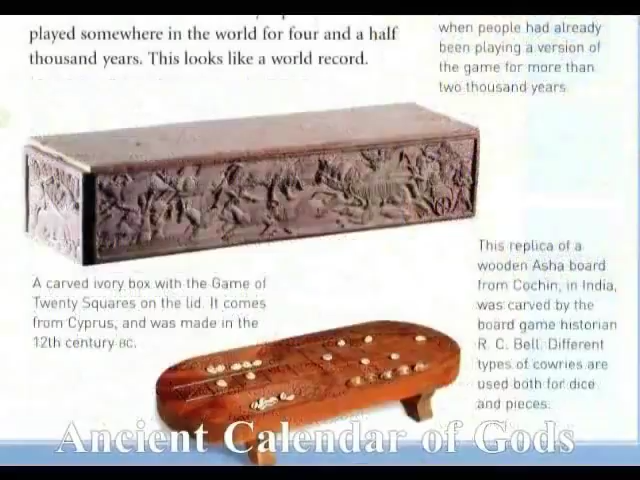 played somewhere in the world for four and a half
thousand years. This looks like a world record.
when people had already
been playing a version of
the game for more than
two thousand years
A carved ivory box with the Game of
Twenty Squares on the lid. It comes
from Cyprus, and was made in the
12th century BC.
This replica of a
wooden Asha board
from Cochin, in India,
was carved by the
board game historian
R. C. Bell. Different
types of cowries are
used both for dice
and pieces.
Ancient Calendar of Gods